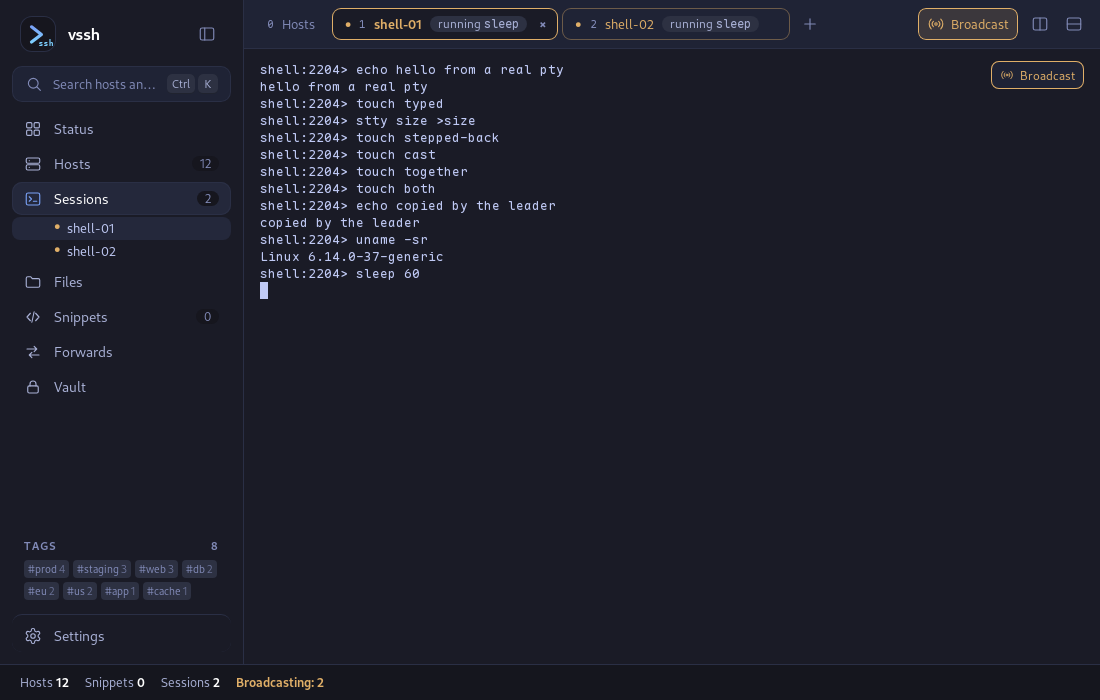 ssh
vssh
Search hosts an... Ctrl K
Status
Hosts 12
Sessions 2
shell-01
shell-02
Files
Snippets 0
Forwards
Vault
TAGS 8
#prod 4 #staging 3 #web 3 #db 2
#eu 2 #us 2 #app 1 #cache 1
Settings
0 Hosts
1 shell-01 running sleep ×
2 shell-02 running sleep
Broadcast
Broadcast
shell:2204> echo hello from a real pty
hello from a real pty
shell:2204> touch typed
shell:2204> stty size >size
shell:2204> touch stepped-back
shell:2204> touch cast
shell:2204> touch together
shell:2204> touch both
shell:2204> echo copied by the leader
copied by the leader
shell:2204> uname -sr
Linux 6.14.0-37-generic
shell:2204> sleep 60
Hosts 12 Snippets 0 Sessions 2 Broadcasting: 2